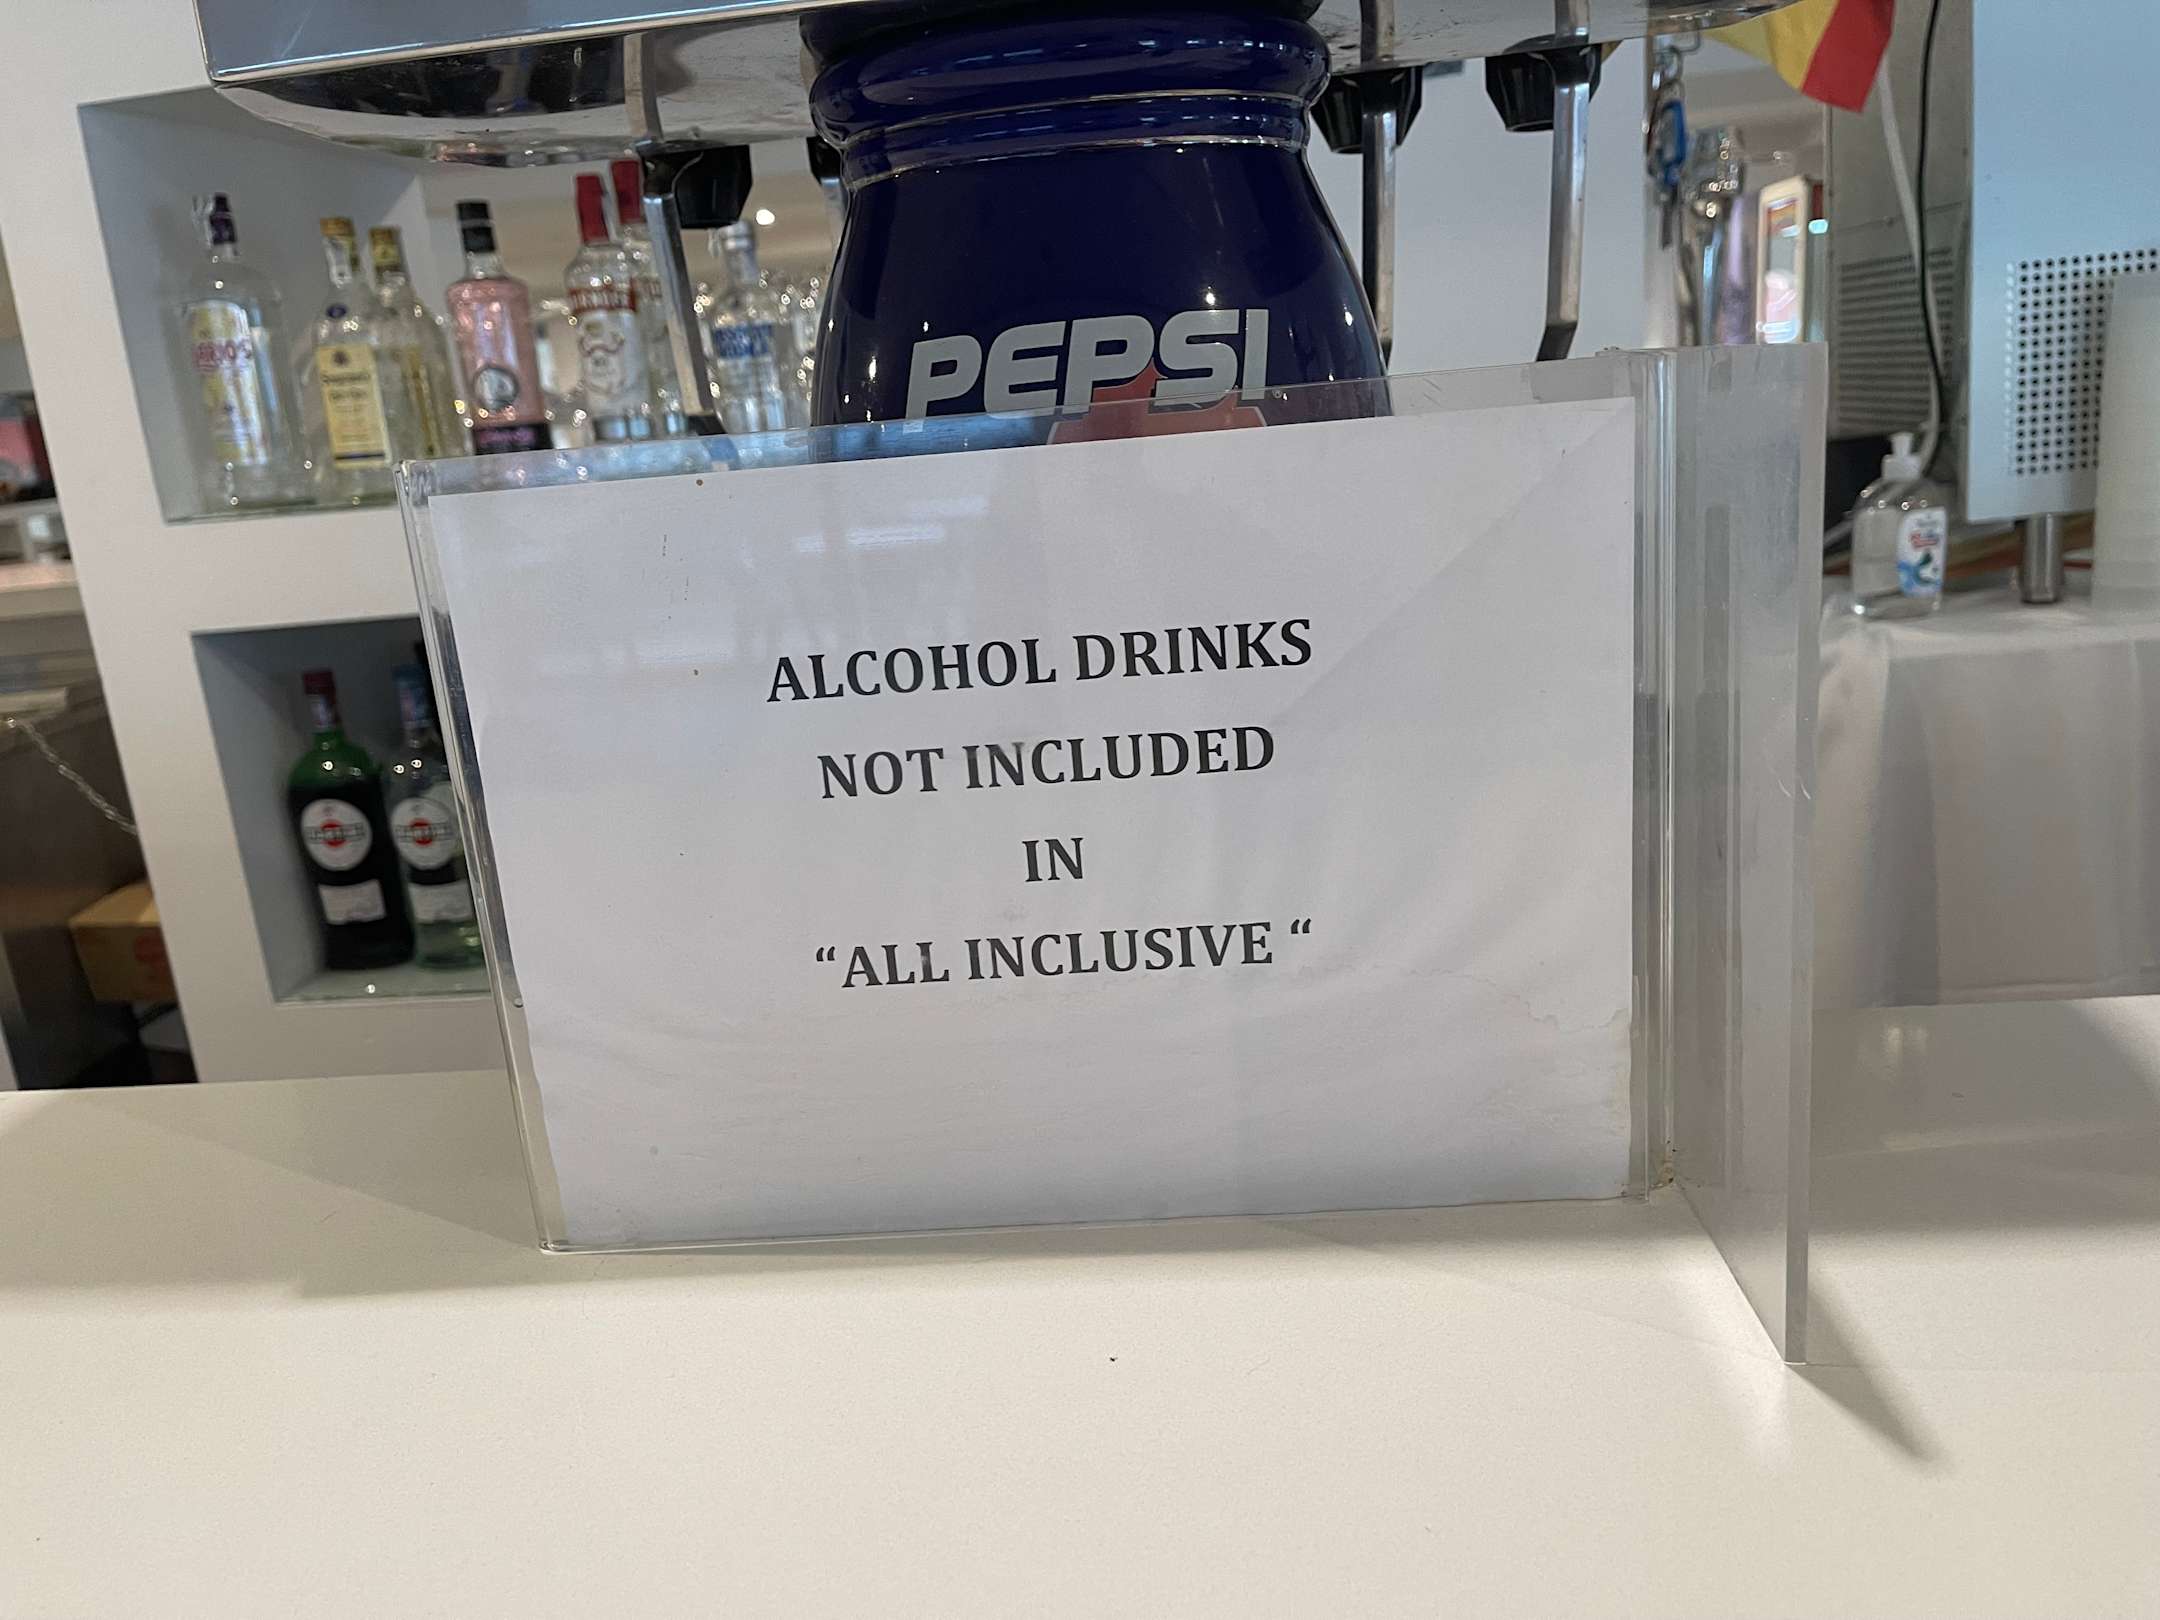 PEPSI
ALCOHOL DRINKS
NOT INCLUDED
IN
“ALL INCLUSIVE “